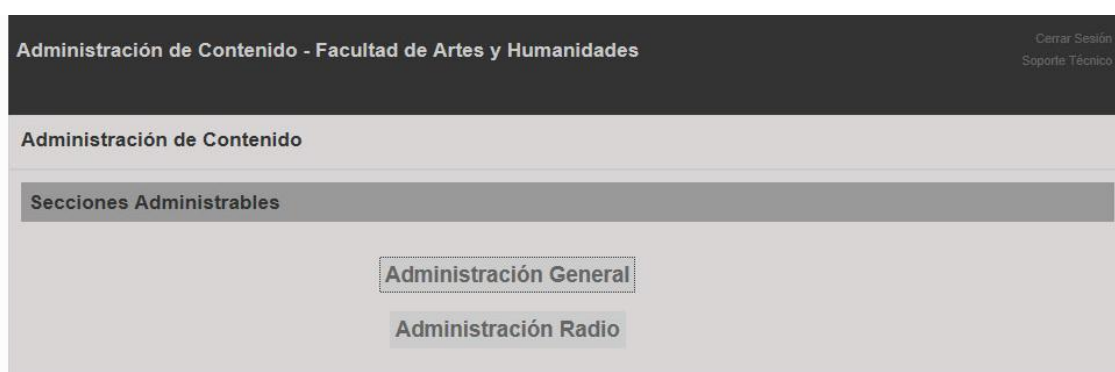 Administración de Contenido - Facultad de Artes y Humanidades
Cerrar Sesión
Soporte Técnico
Administración de Contenido
Secciones Administrables
Administración General
Administración Radio